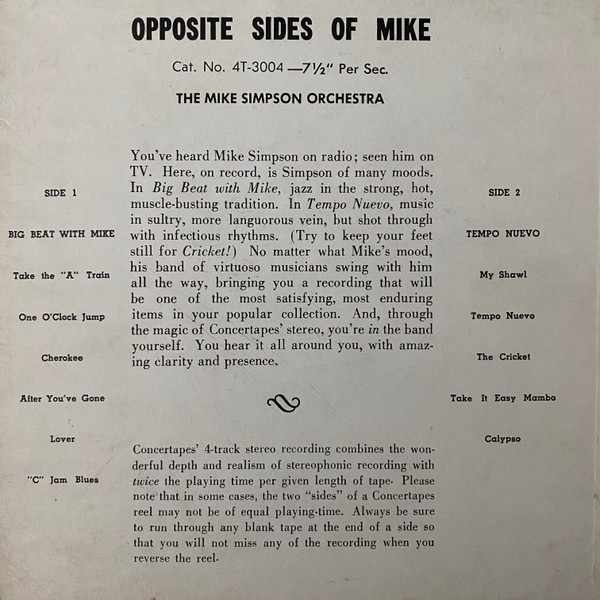 OPPOSITE SIDES OF MIKE
Cat. No. 4T-3004—7½" Per Sec.
THE MIKE SIMPSON ORCHESTRA
SIDE 1
BIG BEAT WITH MIKE
Take the "A" Train
One O'Clock Jump
Cherokee
After You've Gone
Lover
"C" Jam Blues
You've heard Mike Simpson on radio; seen him on
TV. Here, on record, is Simpson of many moods.
In Big Beat with Mike, jazz in the strong, hot,
muscle-busting tradition. In Tempo Nuevo, music
in sultry, more languorous vein, but shot through
with infectious rhythms. (Try to keep your feet
still for Cricket!) No matter what Mike's mood,
his band of virtuoso musicians swing with him
all the way, bringing you a recording that will
be one of the most satisfying, most enduring
items in your popular collection. And, through
the magic of Concertapes' stereo, you're in the band
yourself. You hear it all around you, with amaz-
ing clarity and presence.
Concertapes' 4-track stereo recording combines the won-
derful depth and realism of stereophonic recording with
twice the playing time per given length of tape. Please
note that in some cases, the two "sides" of a Concertapes
reel may not be of equal playing-time. Always be sure
to run through any blank tape at the end of a side so
that you will not miss any of the recording when you
reverse the reel.
SIDE 2
TEMPO NUEVO
My Shawl
Tempo Nuevo
The Cricket
Take It Easy Mambo
Calypso